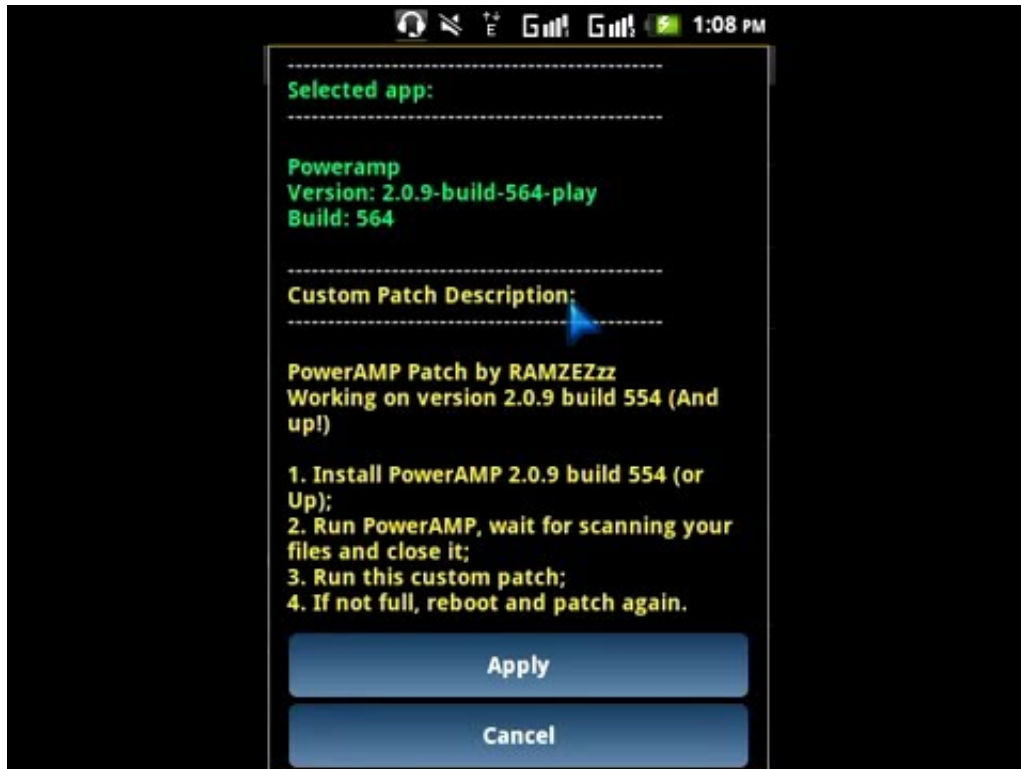 E G G 1:08 PM
-----------------------------------------------
Selected app:
-----------------------------------------------
Poweramp
Version: 2.0.9-build-564-play
Build: 564
-----------------------------------------------
Custom Patch Description:
-----------------------------------------------
PowerAMP Patch by RAMZEZzz
Working on version 2.0.9 build 554 (And
up!)
1. Install PowerAMP 2.0.9 build 554 (or
Up);
2. Run PowerAMP, wait for scanning your
files and close it;
3. Run this custom patch;
4. If not full, reboot and patch again.
Apply
Cancel